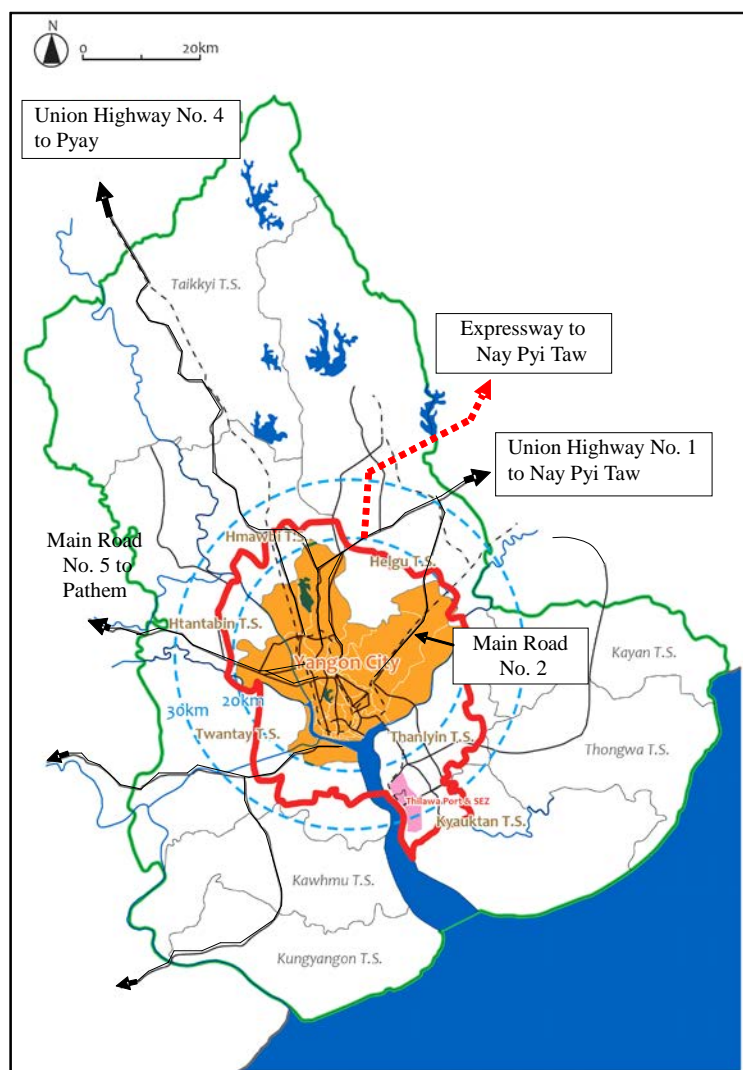 N
0 20km
Union Highway No. 4
to Pyay
Taikkyi T.S.
Expressway to
Nay Pyi Taw
Union Highway No. 1
to Nay Pyi Taw
Hmawbi T.S.
Helgu T.S.
Main Road
No. 5 to
Pathem
Htantabin T.S.
Yangon City
Main Road
No. 2
Kayan T.S.
20km
30km
Twantay T.S.
Thanlyin T.S.
Thongwa T.S.
Thilawa Port & SEZ
Kyauktan T.S.
Kawhmu T.S.
Kungyangon T.S.